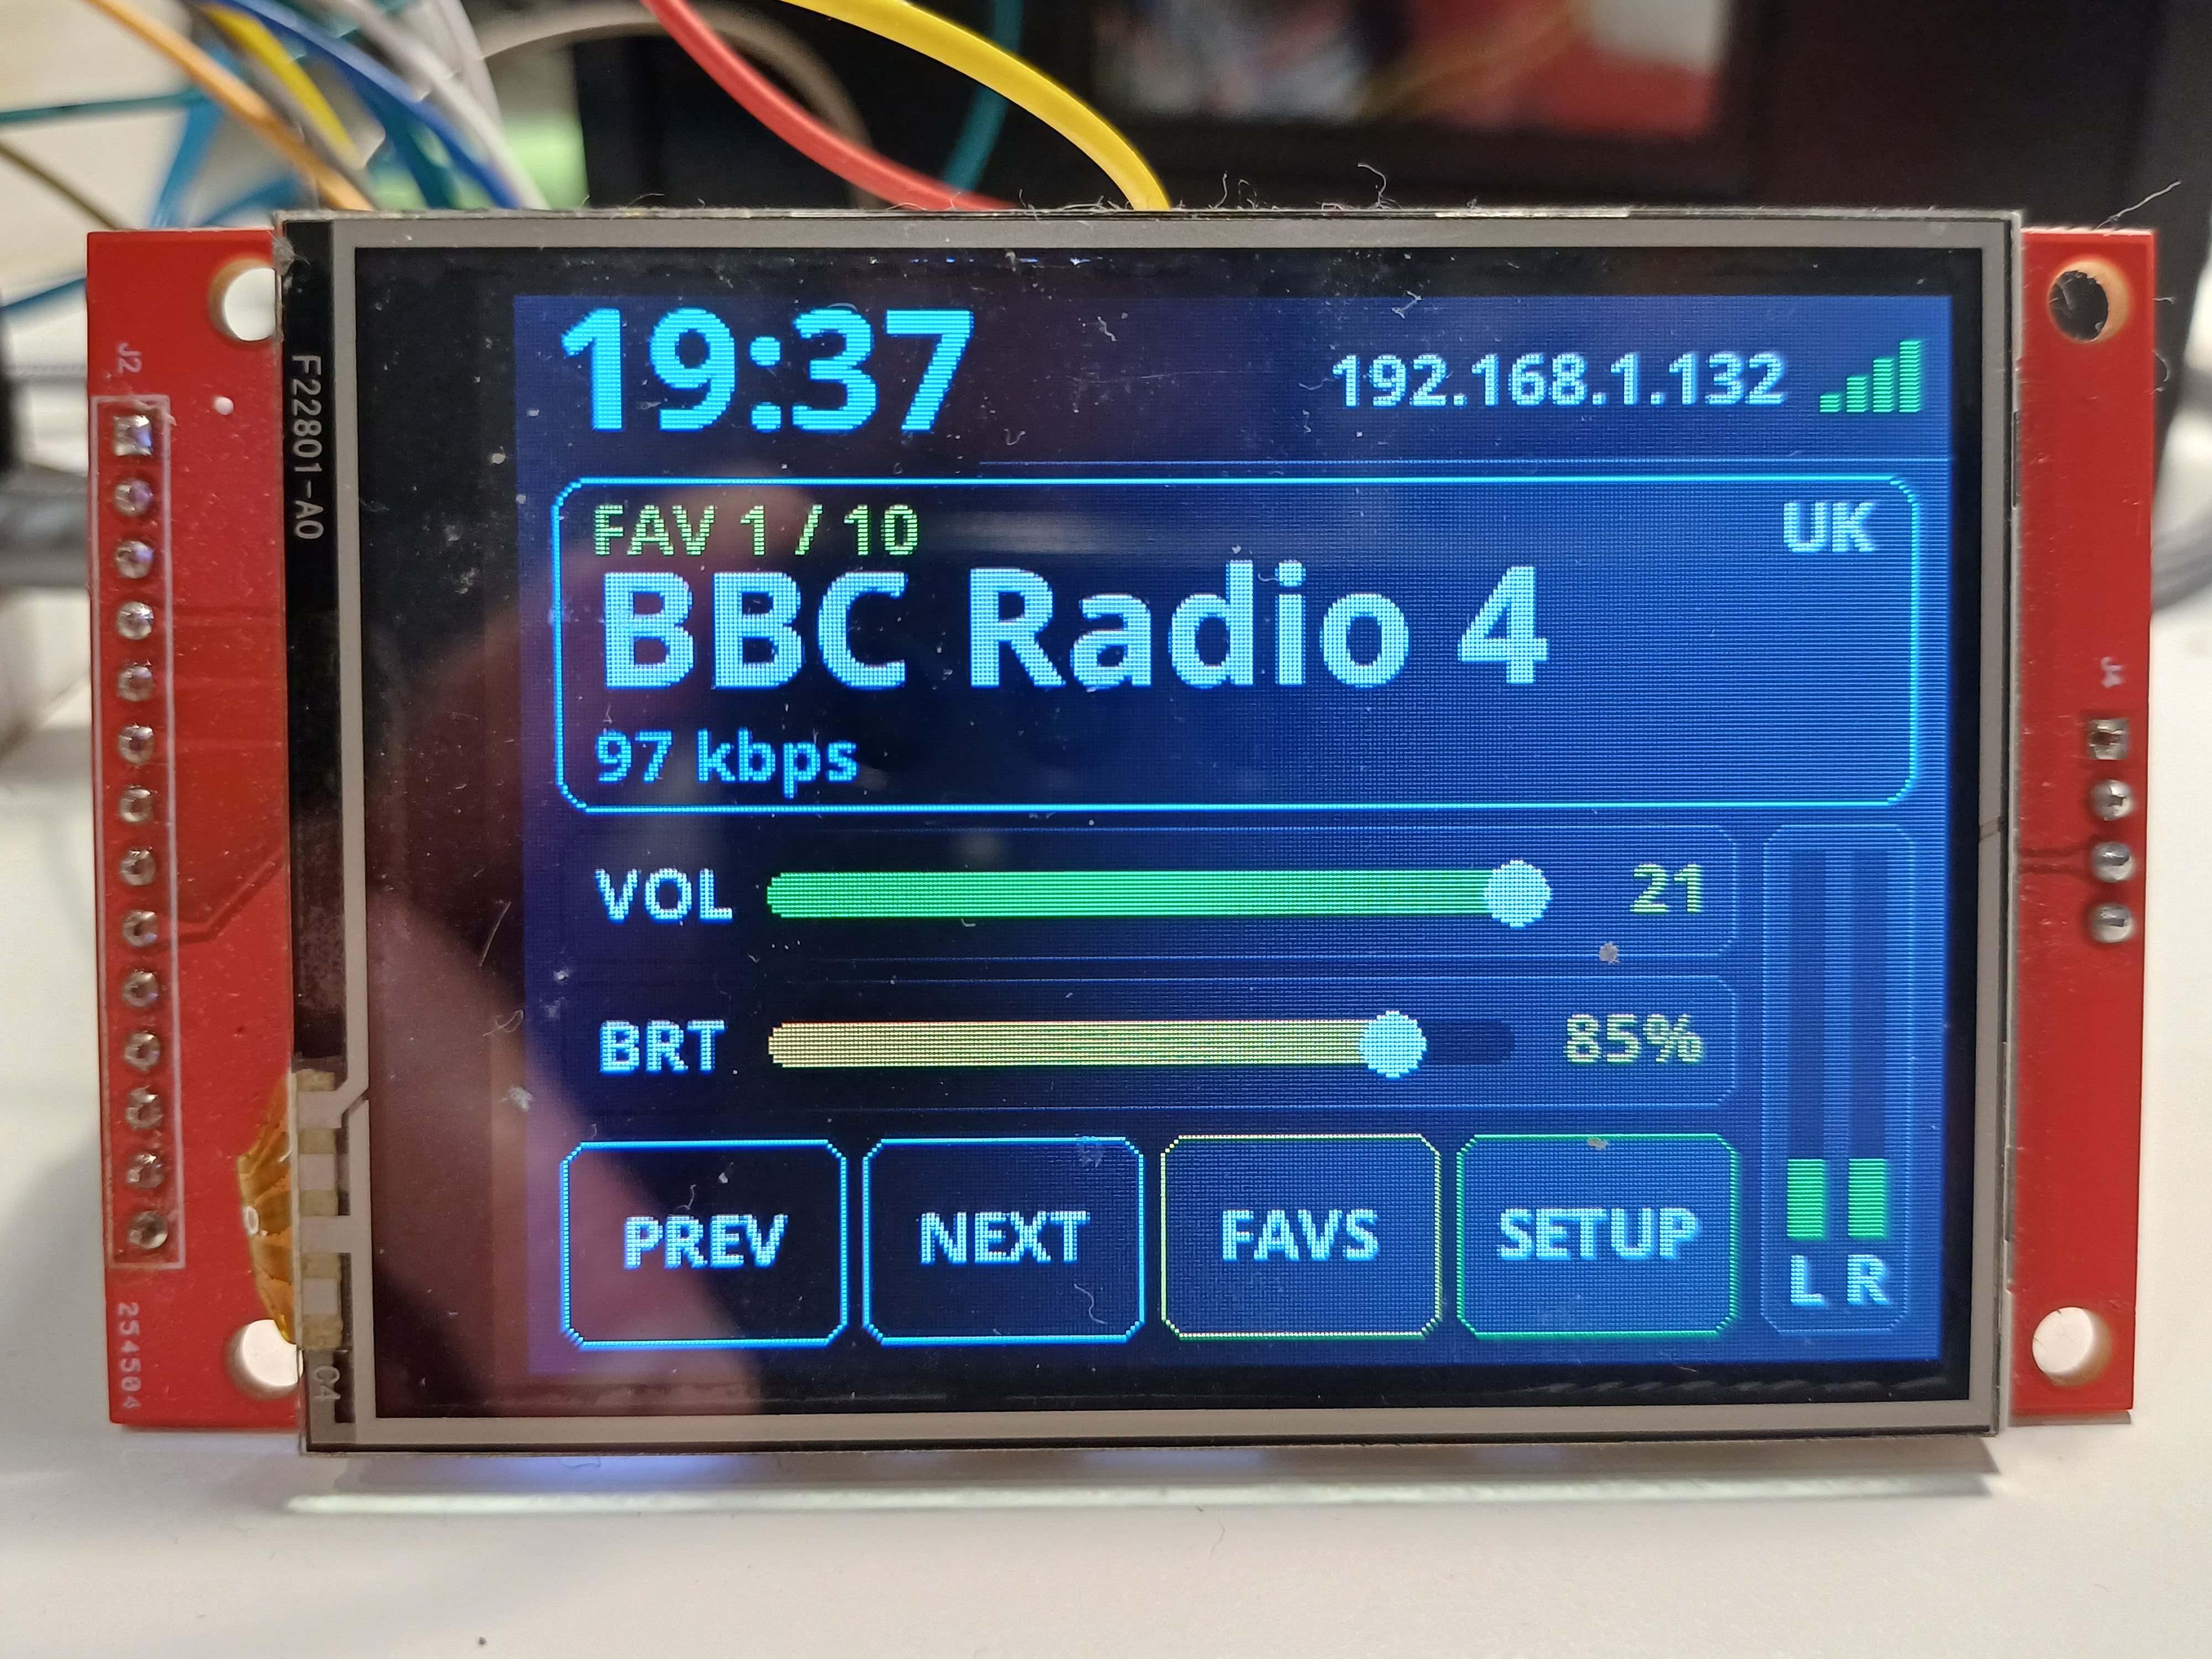 19:37
192.168.1.132
FAV 1 / 10
UK
BBC Radio 4
97 kbps
VOL
21
BRT
85%
PREV
NEXT
FAVS
SETUP
L R
J2
F22801-A0
J4
C4
254504